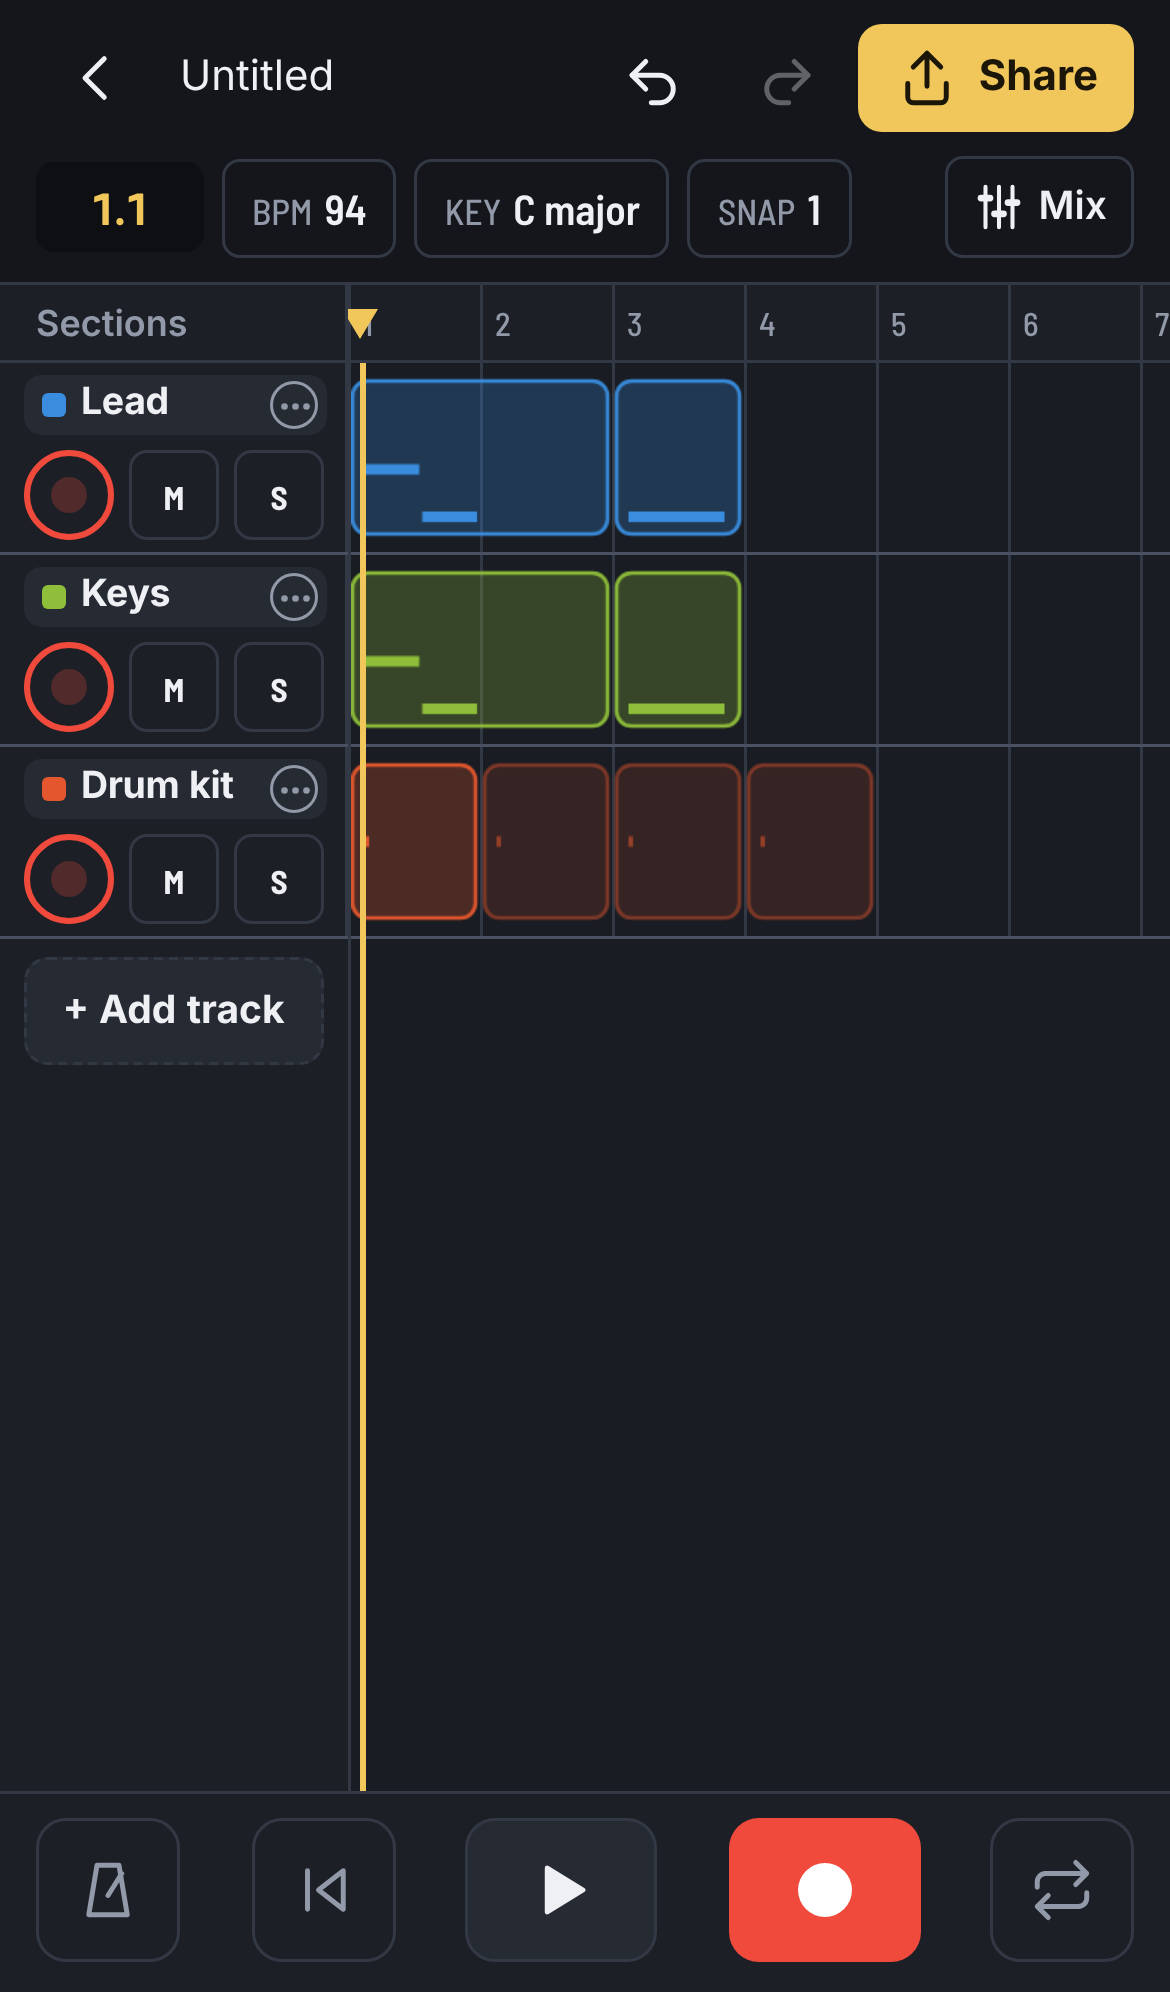 Untitled
Share
1.1
BPM 94
KEY C major
SNAP 1
Mix
Sections
1 2 3 4 5 6 7
Lead
M S
Keys
M S
Drum kit
M S
+ Add track